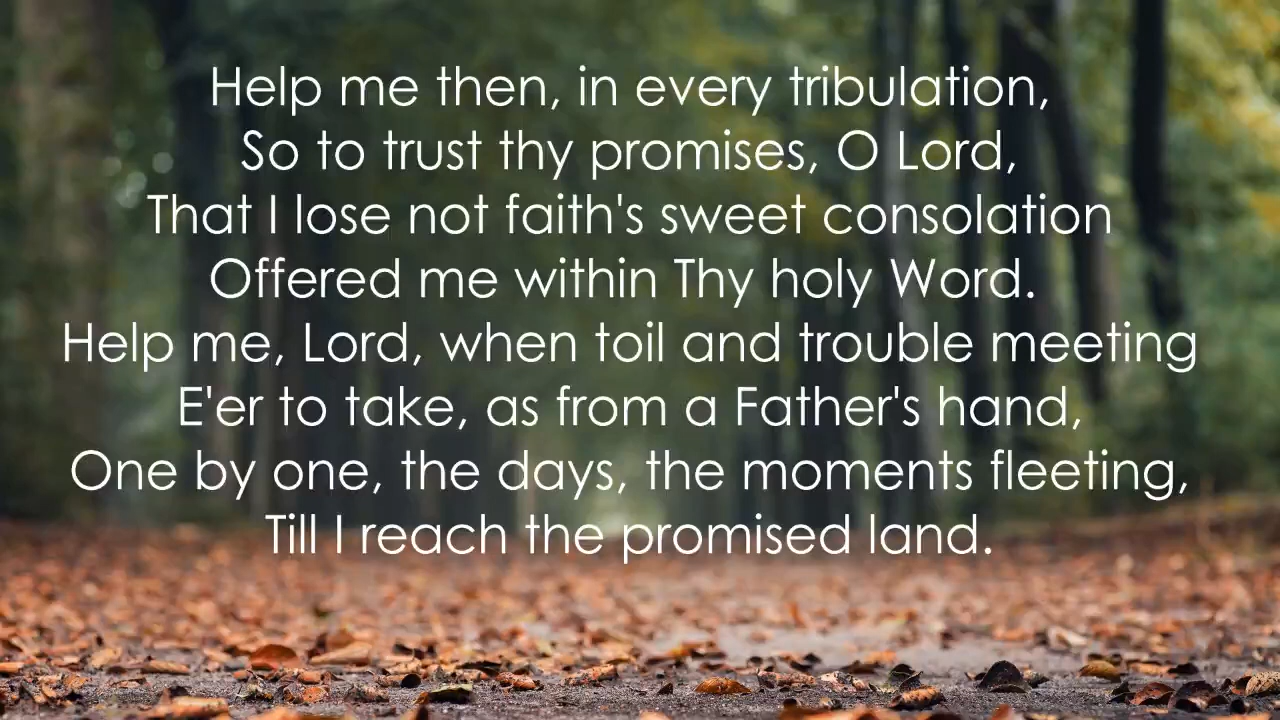 Help me then, in every tribulation,
So to trust thy promises, O Lord,
That I lose not faith's sweet consolation
Offered me within Thy holy Word.
Help me, Lord, when toil and trouble meeting
E'er to take, as from a Father's hand,
One by one, the days, the moments fleeting,
Till I reach the promised land.